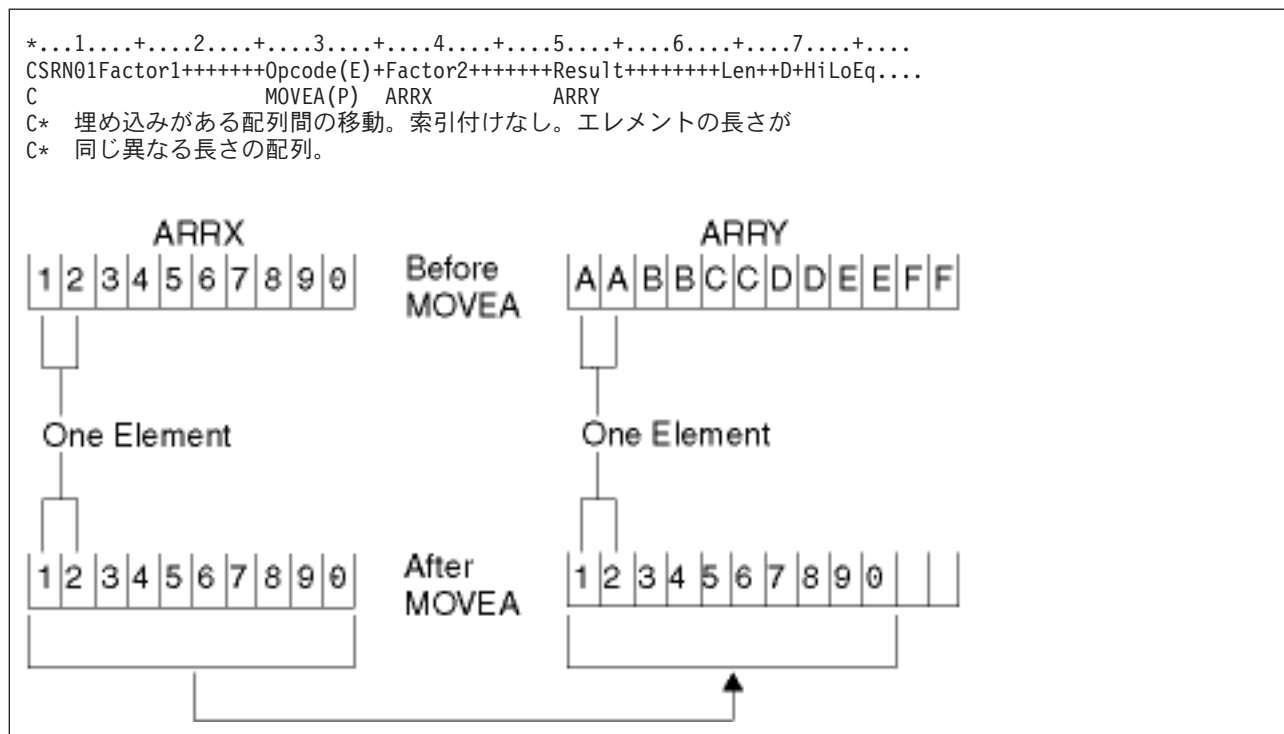 *...1....+....2....+....3....+....4....+....5....+....6....+....7....+....
CSRN01Factor1+++++++Opcode(E)+Factor2+++++++Result++++++++Len++D+HiLoEq....
C                   MOVEA(P)  ARRX          ARRY
C*  埋め込みがある配列間の移動。索引付けなし。エレメントの長さが
C*  同じ異なる長さの配列。
ARRX ARRY
1 2 3 4 5 6 7 8 9 0 Before MOVEA A A B B C C D D E E F F
One Element One Element
1 2 3 4 5 6 7 8 9 0 After MOVEA 1 2 3 4 5 6 7 8 9 0